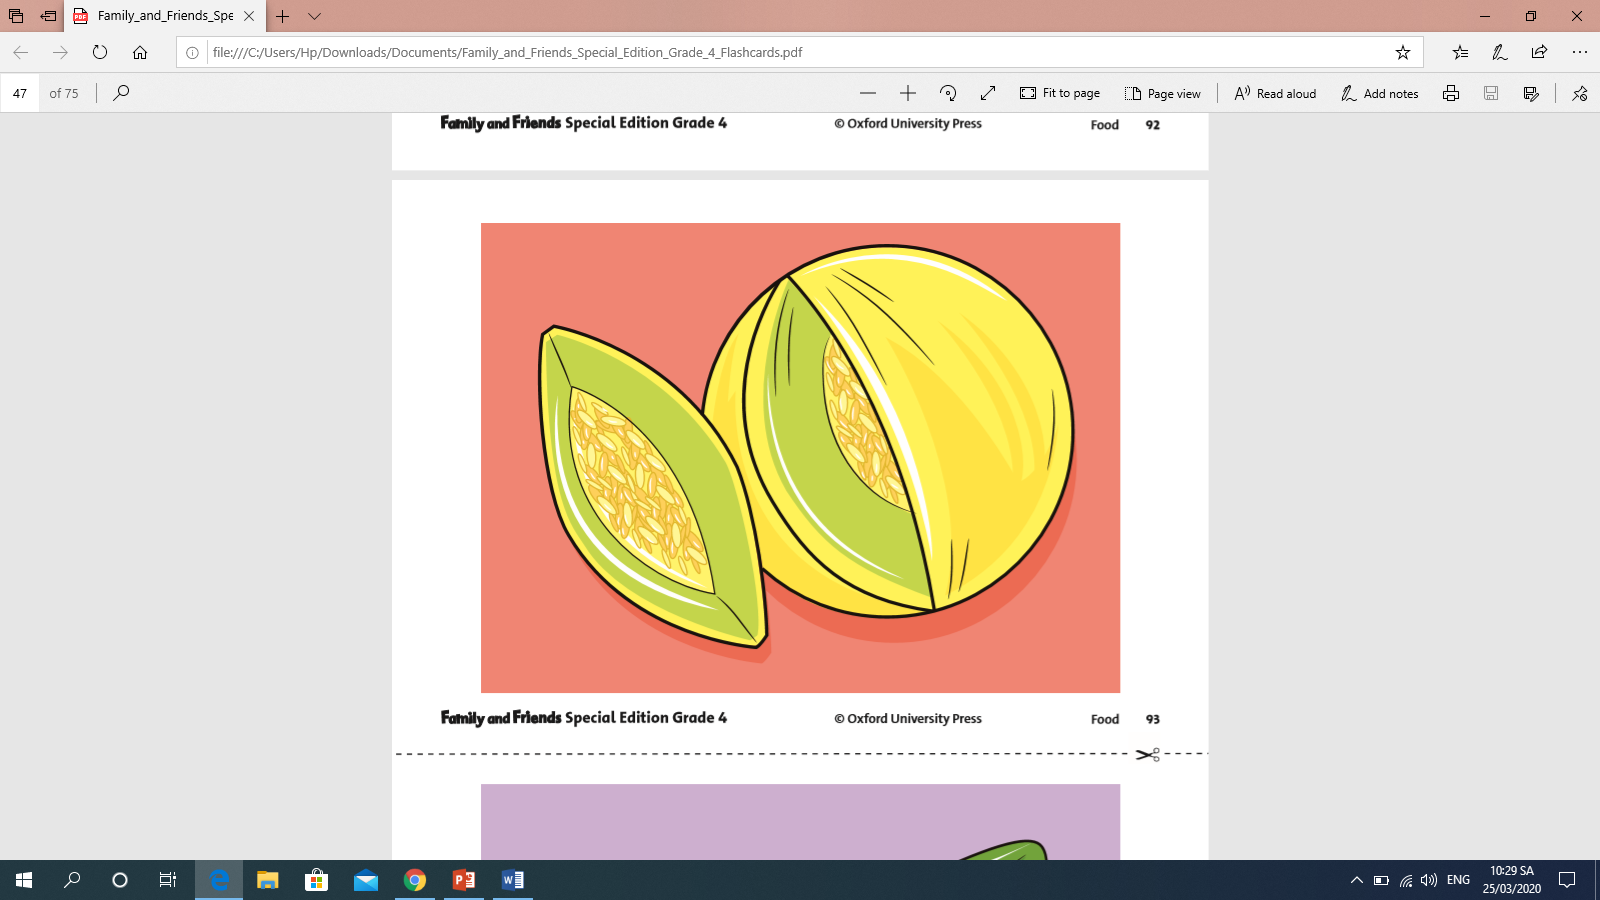 Family_and_Friends_Spe
file:///C:/Users/Hp/Downloads/Documents/Family_and_Friends_Special_Edition_Grade_4_Flashcards.pdf
47 of 75 Fit to page Page view Read aloud Add notes
Family and Friends Special Edition Grade 4 © Oxford University Press Food 92
Family and Friends Special Edition Grade 4 © Oxford University Press Food 93
ENG 10:29 SA
25/03/2020